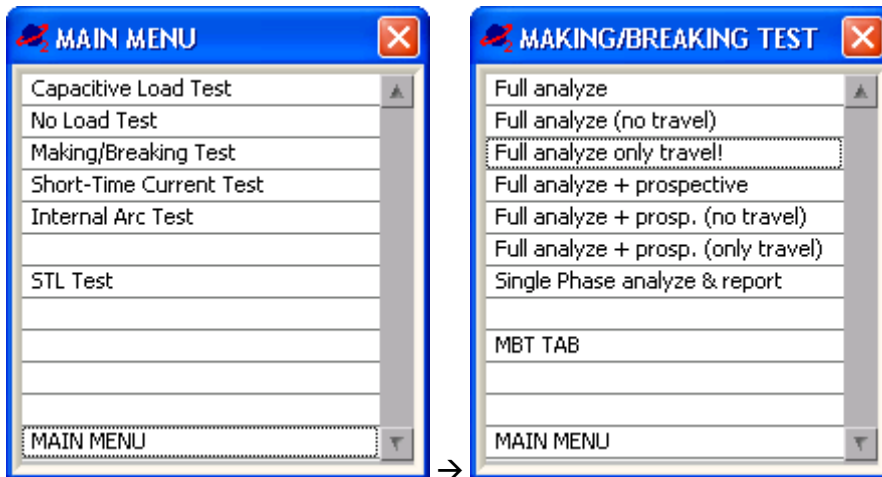 MAIN MENU
Capacitive Load Test
No Load Test
Making/Breaking Test
Short-Time Current Test
Internal Arc Test
STL Test
MAIN MENU
→
MAKING/BREAKING TEST
Full analyze
Full analyze (no travel)
Full analyze only travel!
Full analyze + prospective
Full analyze + prosp. (no travel)
Full analyze + prosp. (only travel)
Single Phase analyze & report
MBT TAB
MAIN MENU